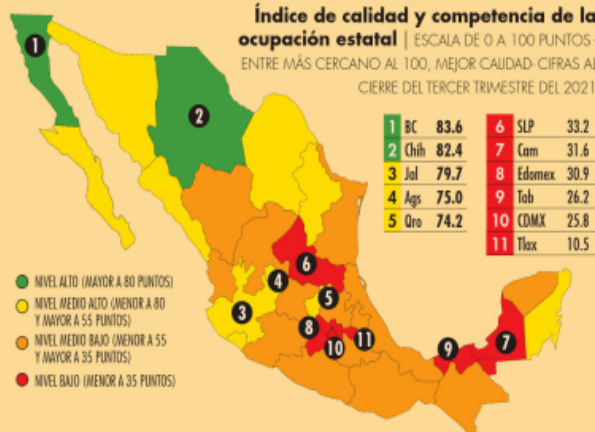 Índice de calidad y competencia de la
ocupación estatal | ESCALA DE 0 A 100 PUNTOS -
ENTRE MÁS CERCANO AL 100, MEJOR CALIDAD- CIFRAS AL
CIERRE DEL TERCER TRIMESTRE DEL 2021
1 BC 83.6
2 Chih 82.4
3 Jal 79.7
4 Ags 75.0
5 Qro 74.2
6 SLP 33.2
7 Cam 31.6
8 Edomex 30.9
9 Tab 26.2
10 CDMX 25.8
11 Tlax 10.5
1
2
6
4
5
3
8
10
11
9
7
NIVEL ALTO (MAYOR A 80 PUNTOS)
NIVEL MEDIO ALTO (MENOR A 80
Y MAYOR A 55 PUNTOS)
NIVEL MEDIO BAJO (MENOR A 55
Y MAYOR A 35 PUNTOS)
NIVEL BAJO (MENOR A 35 PUNTOS)